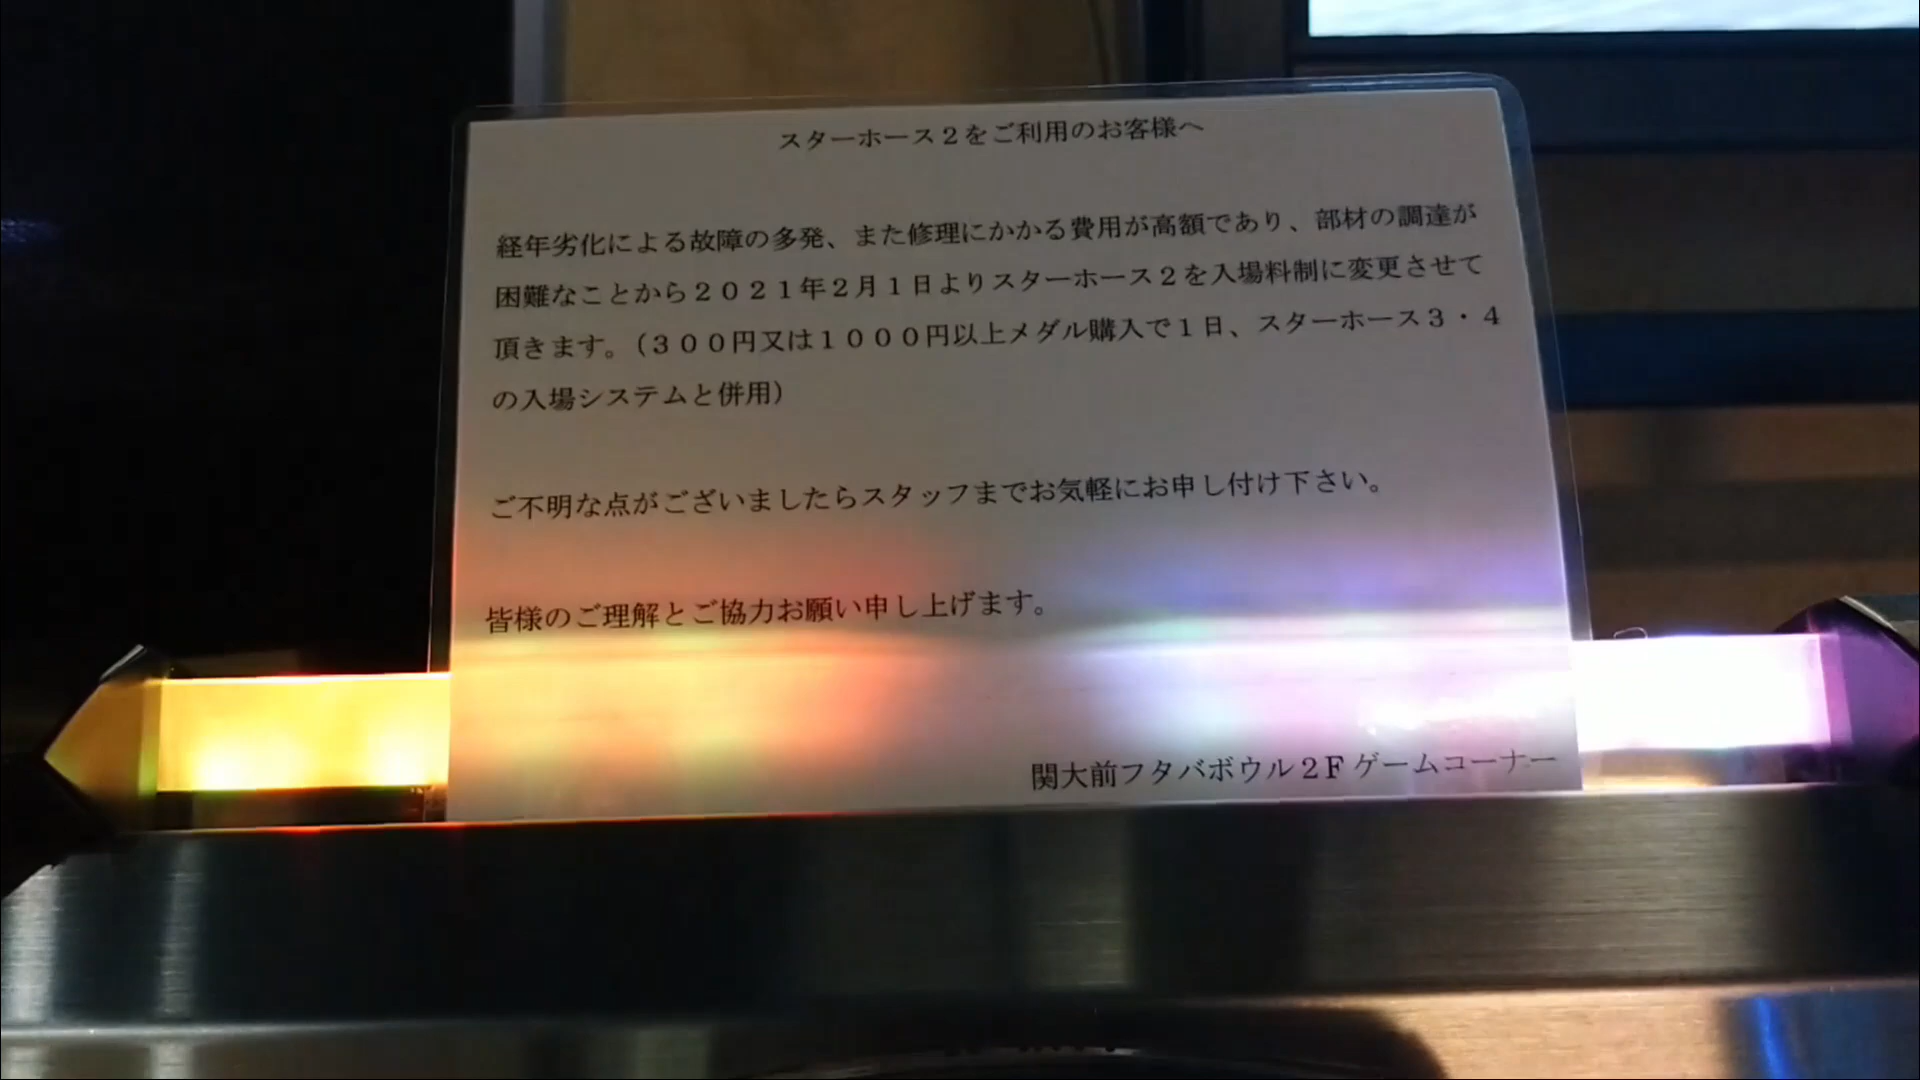 スターホース２をご利用のお客様へ
経年劣化による故障の多発、また修理にかかる費用が高額であり、部材の調達が
困難なことから２０２１年２月１日よりスターホース２を入場料制に変更させて
頂きます。（３００円又は１０００円以上メダル購入で１日、スターホース３・４
の入場システムと併用）
ご不明な点がございましたらスタッフまでお気軽にお申し付け下さい。
皆様のご理解とご協力お願い申し上げます。
関大前フタバボウル２Ｆゲームコーナー